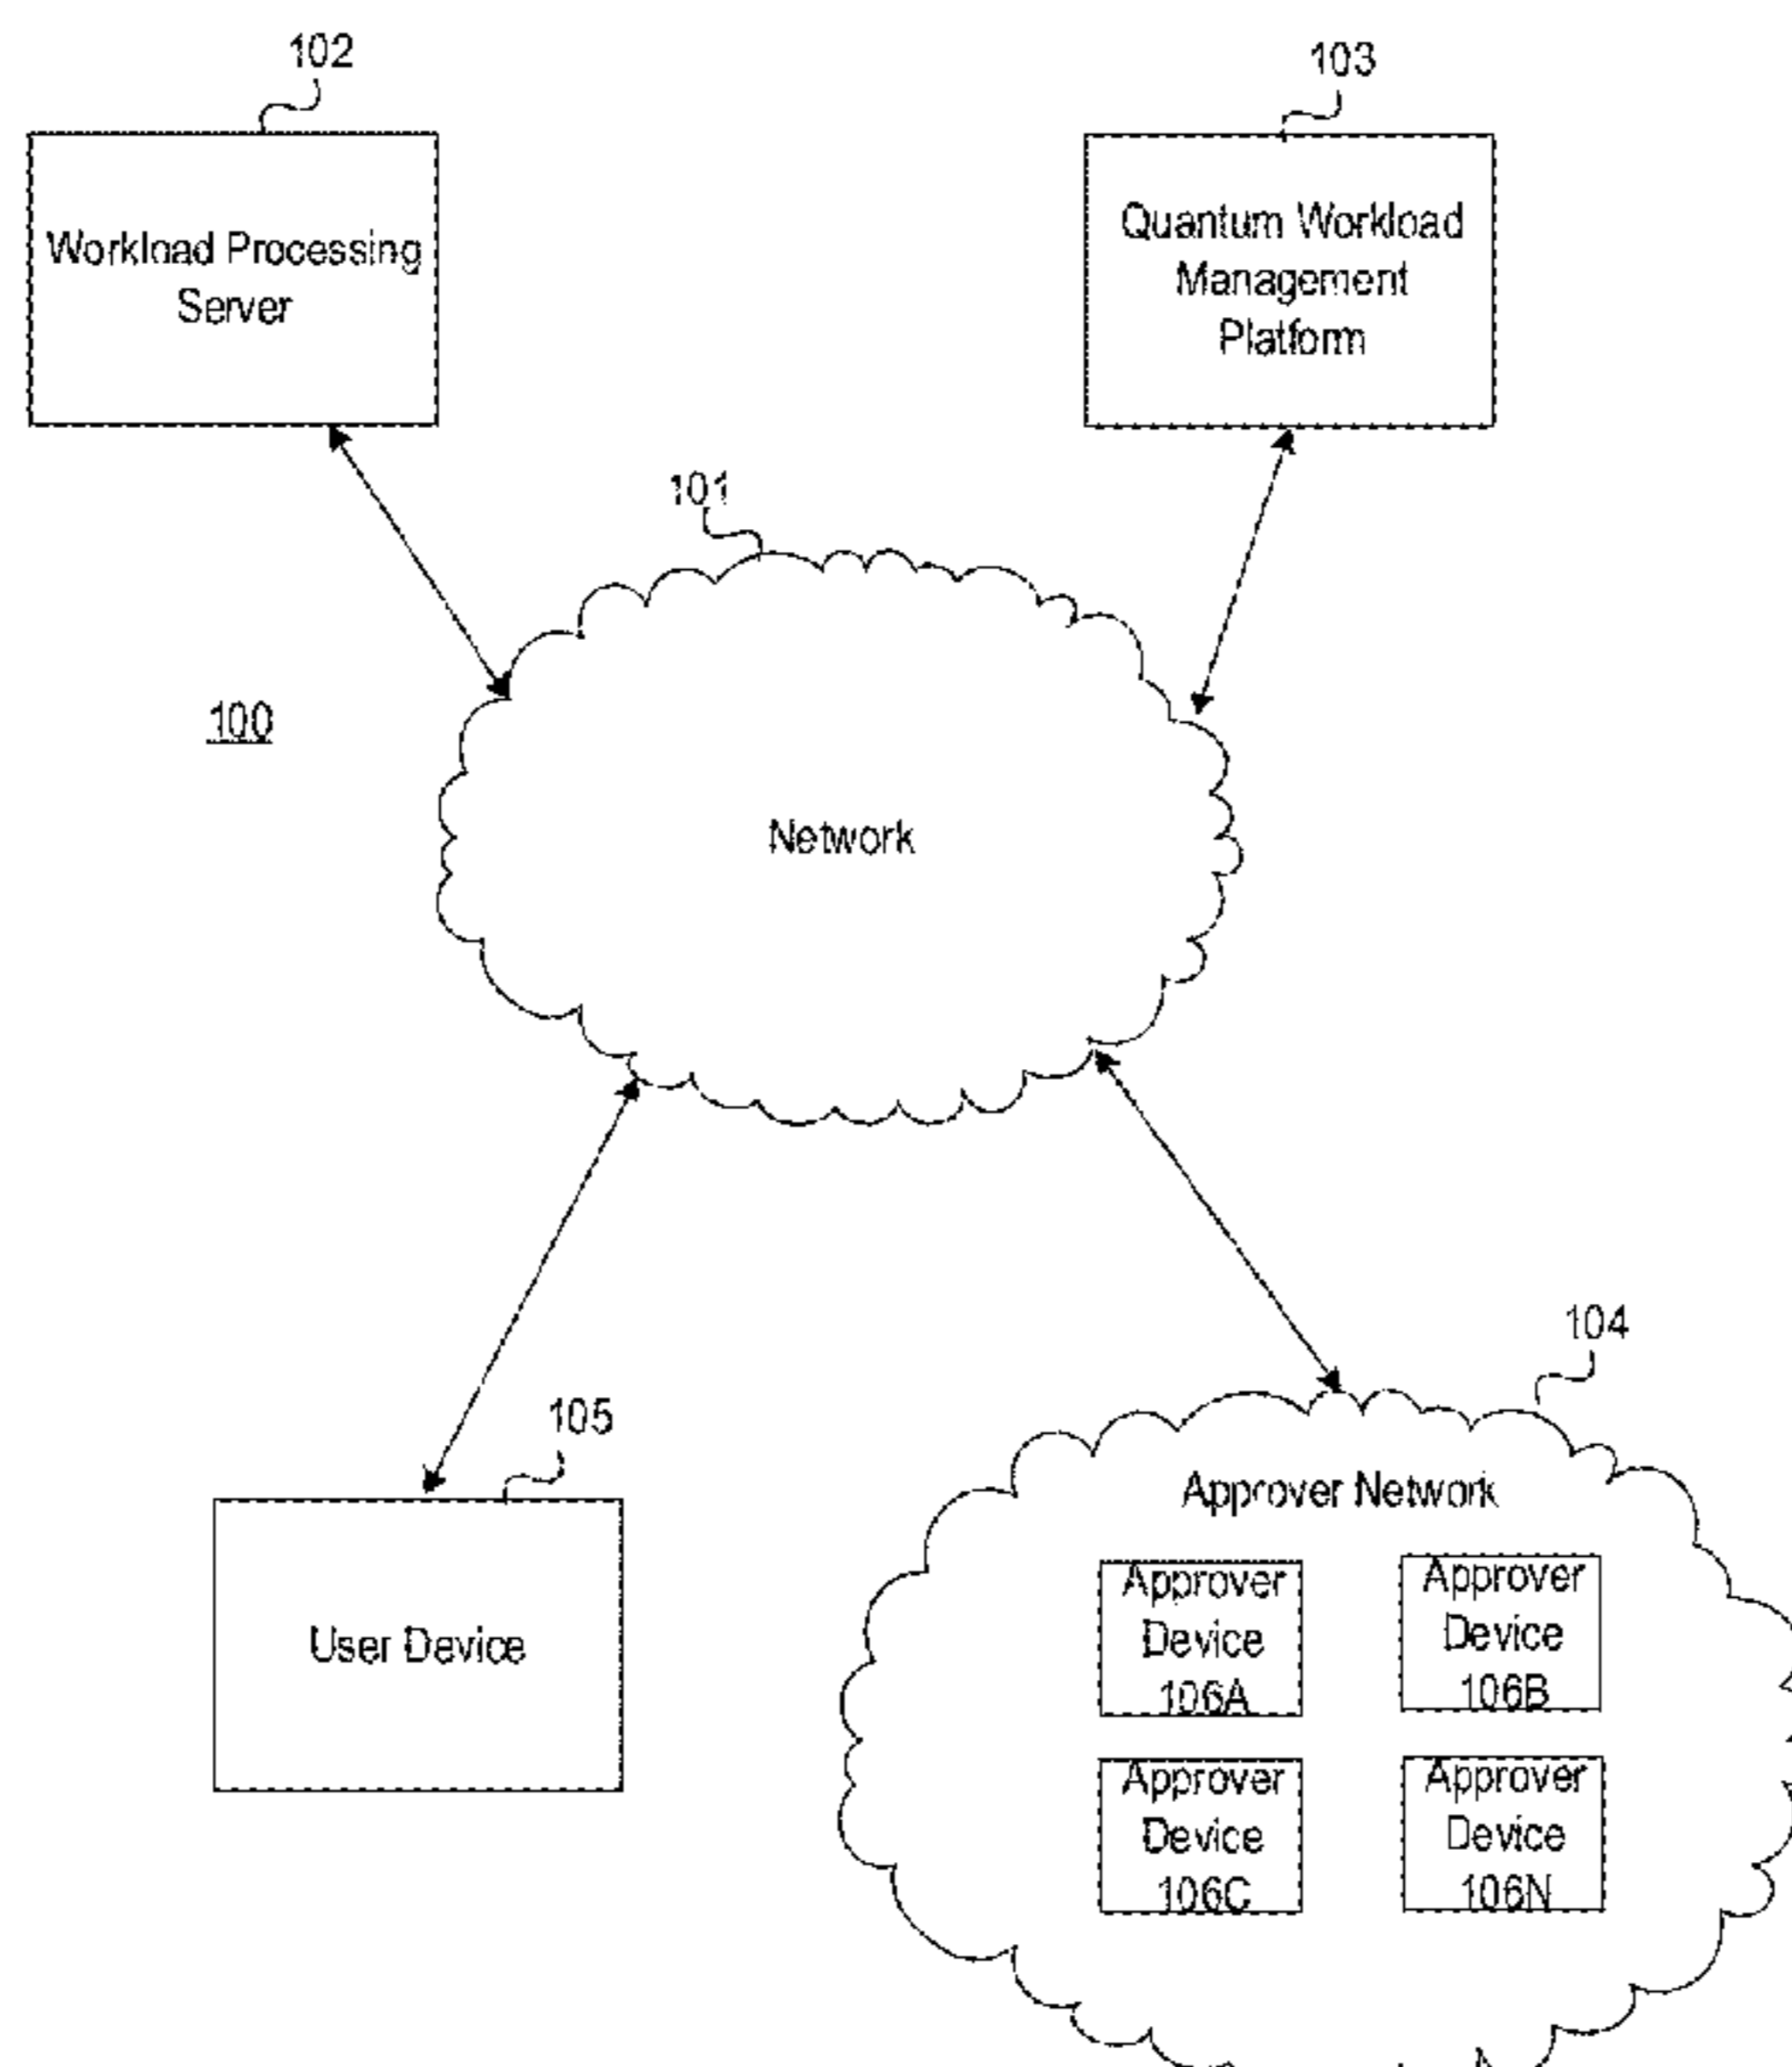 102
103
Workload Processing
Server
Quantum Workload
Management
Platform
101
100
Network
104
105
Approver Network
User Device
Approver
Device
106A
Approver
Device
106B
Approver
Device
106C
Approver
Device
106N